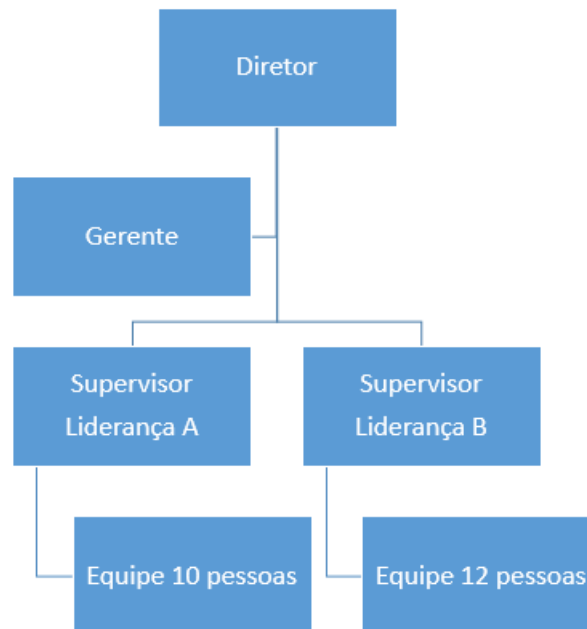 Diretor
Gerente
Supervisor
Liderança A
Supervisor
Liderança B
Equipe 10 pessoas
Equipe 12 pessoas